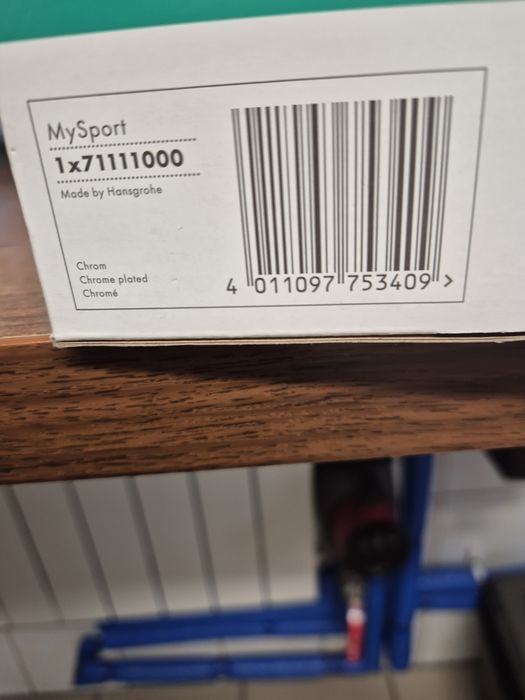 MySport
1x71111000
Made by Hansgrohe
Chrom
Chrome plated
Chromé
4 011097 753409 >